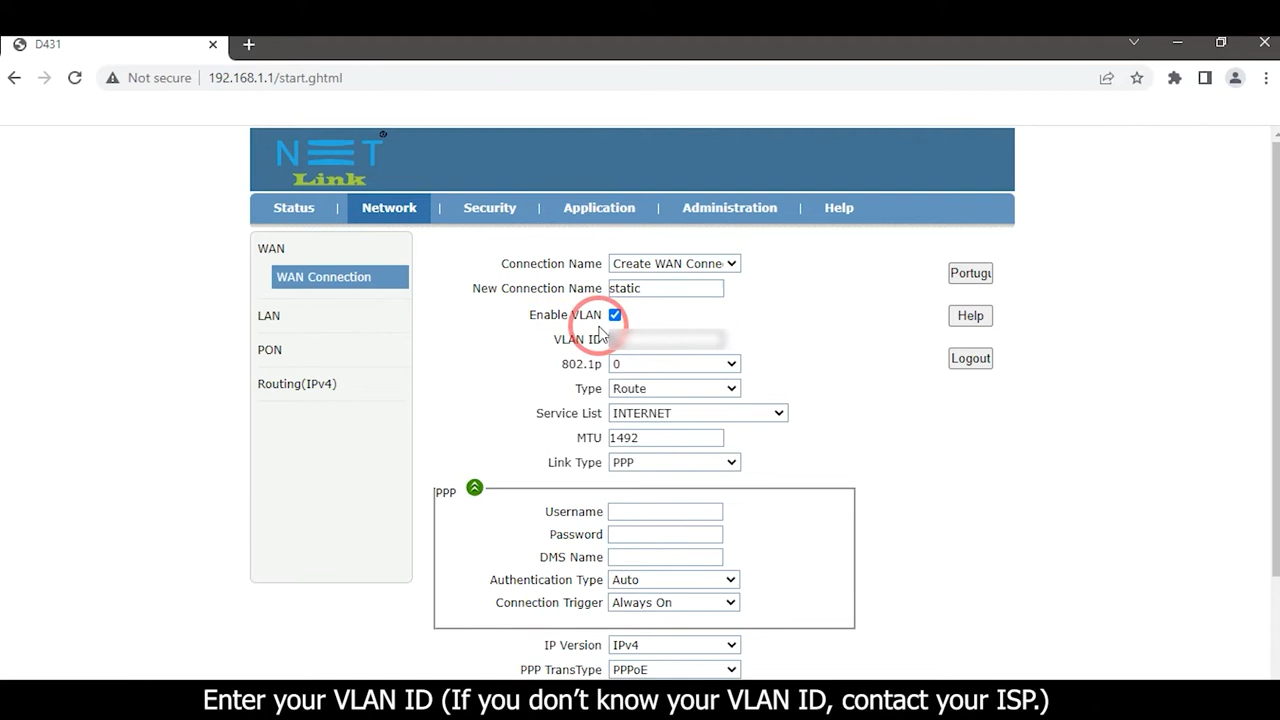 D431
Not secure
192.168.1.1/start.ghtml
NET
Link
Status | Network | Security | Application | Administration | Help
WAN
WAN Connection
LAN
PON
Routing(IPv4)
Connection Name Create WAN Conne
New Connection Name static
Enable VLAN
VLAN ID
802.1p 0
Type Route
Service List INTERNET
MTU 1492
Link Type PPP
PPP
Username
Password
DMS Name
Authentication Type Auto
Connection Trigger Always On
IP Version IPv4
PPP TransType PPPoE
Portugu
Help
Logout
Enter your VLAN ID (If you don’t know your VLAN ID, contact your ISP.)